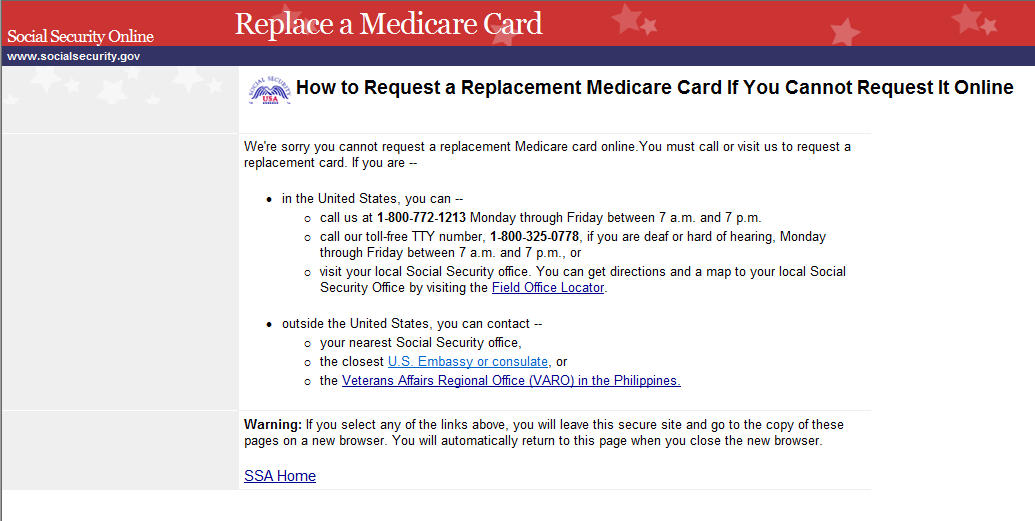 Replace a Medicare Card
Social Security Online
www.socialsecurity.gov
SOCIAL SECURITY
USA
How to Request a Replacement Medicare Card If You Cannot Request It Online
We're sorry you cannot request a replacement Medicare card online.You must call or visit us to request a
replacement card. If you are --
• in the United States, you can --
○ call us at 1-800-772-1213 Monday through Friday between 7 a.m. and 7 p.m.
○ call our toll-free TTY number, 1-800-325-0778, if you are deaf or hard of hearing, Monday
through Friday between 7 a.m. and 7 p.m., or
○ visit your local Social Security office. You can get directions and a map to your local Social
Security Office by visiting the Field Office Locator.
• outside the United States, you can contact --
○ your nearest Social Security office,
○ the closest U.S. Embassy or consulate, or
○ the Veterans Affairs Regional Office (VARO) in the Philippines.
Warning: If you select any of the links above, you will leave this secure site and go to the copy of these
pages on a new browser. You will automatically return to this page when you close the new browser.
SSA Home